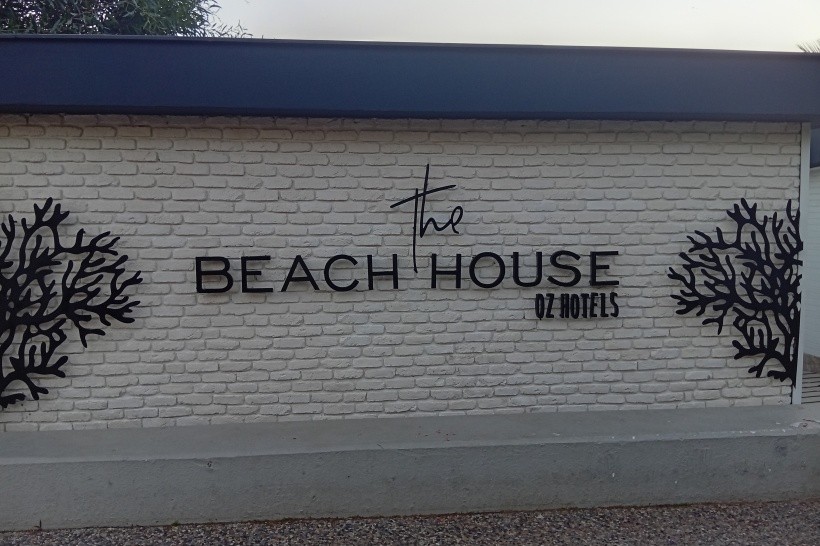 the
BEACH HOUSE
OZ HOTELS